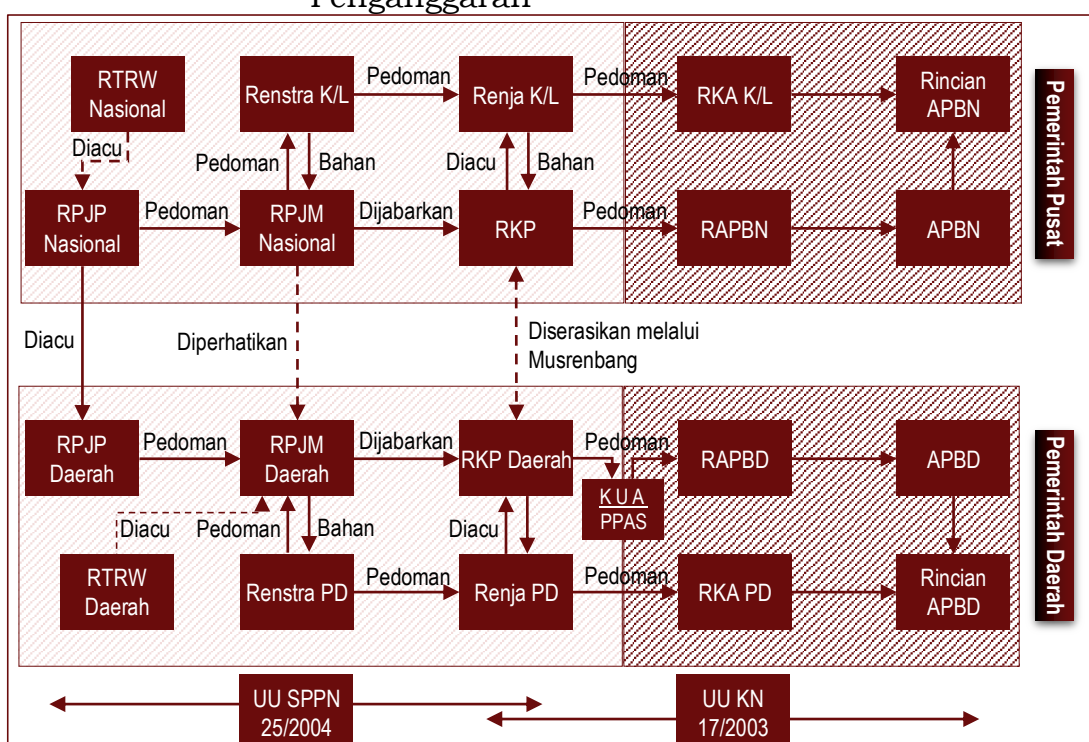 Penganggaran
RTRW
Nasional
Renstra K/L
Pedoman
Renja K/L
Pedoman
RKA K/L
Rincian
APBN
Diacu
Pedoman
Bahan
Diacu
Bahan
RPJP
Nasional
Pedoman
RPJM
Nasional
Dijabarkan
RKP
Pedoman
RAPBN
APBN
Pemerintah Pusat
Diacu
Diperhatikan
Diserasikan melalui
Musrenbang
RPJP
Daerah
Pedoman
RPJM
Daerah
Dijabarkan
RKP Daerah
Pedoman
K U A
PPAS
RAPBD
APBD
Diacu
Pedoman
Bahan
Diacu
RTRW
Daerah
Renstra PD
Pedoman
Renja PD
Pedoman
RKA PD
Rincian
APBD
Pemerintah Daerah
UU SPPN
25/2004
UU KN
17/2003